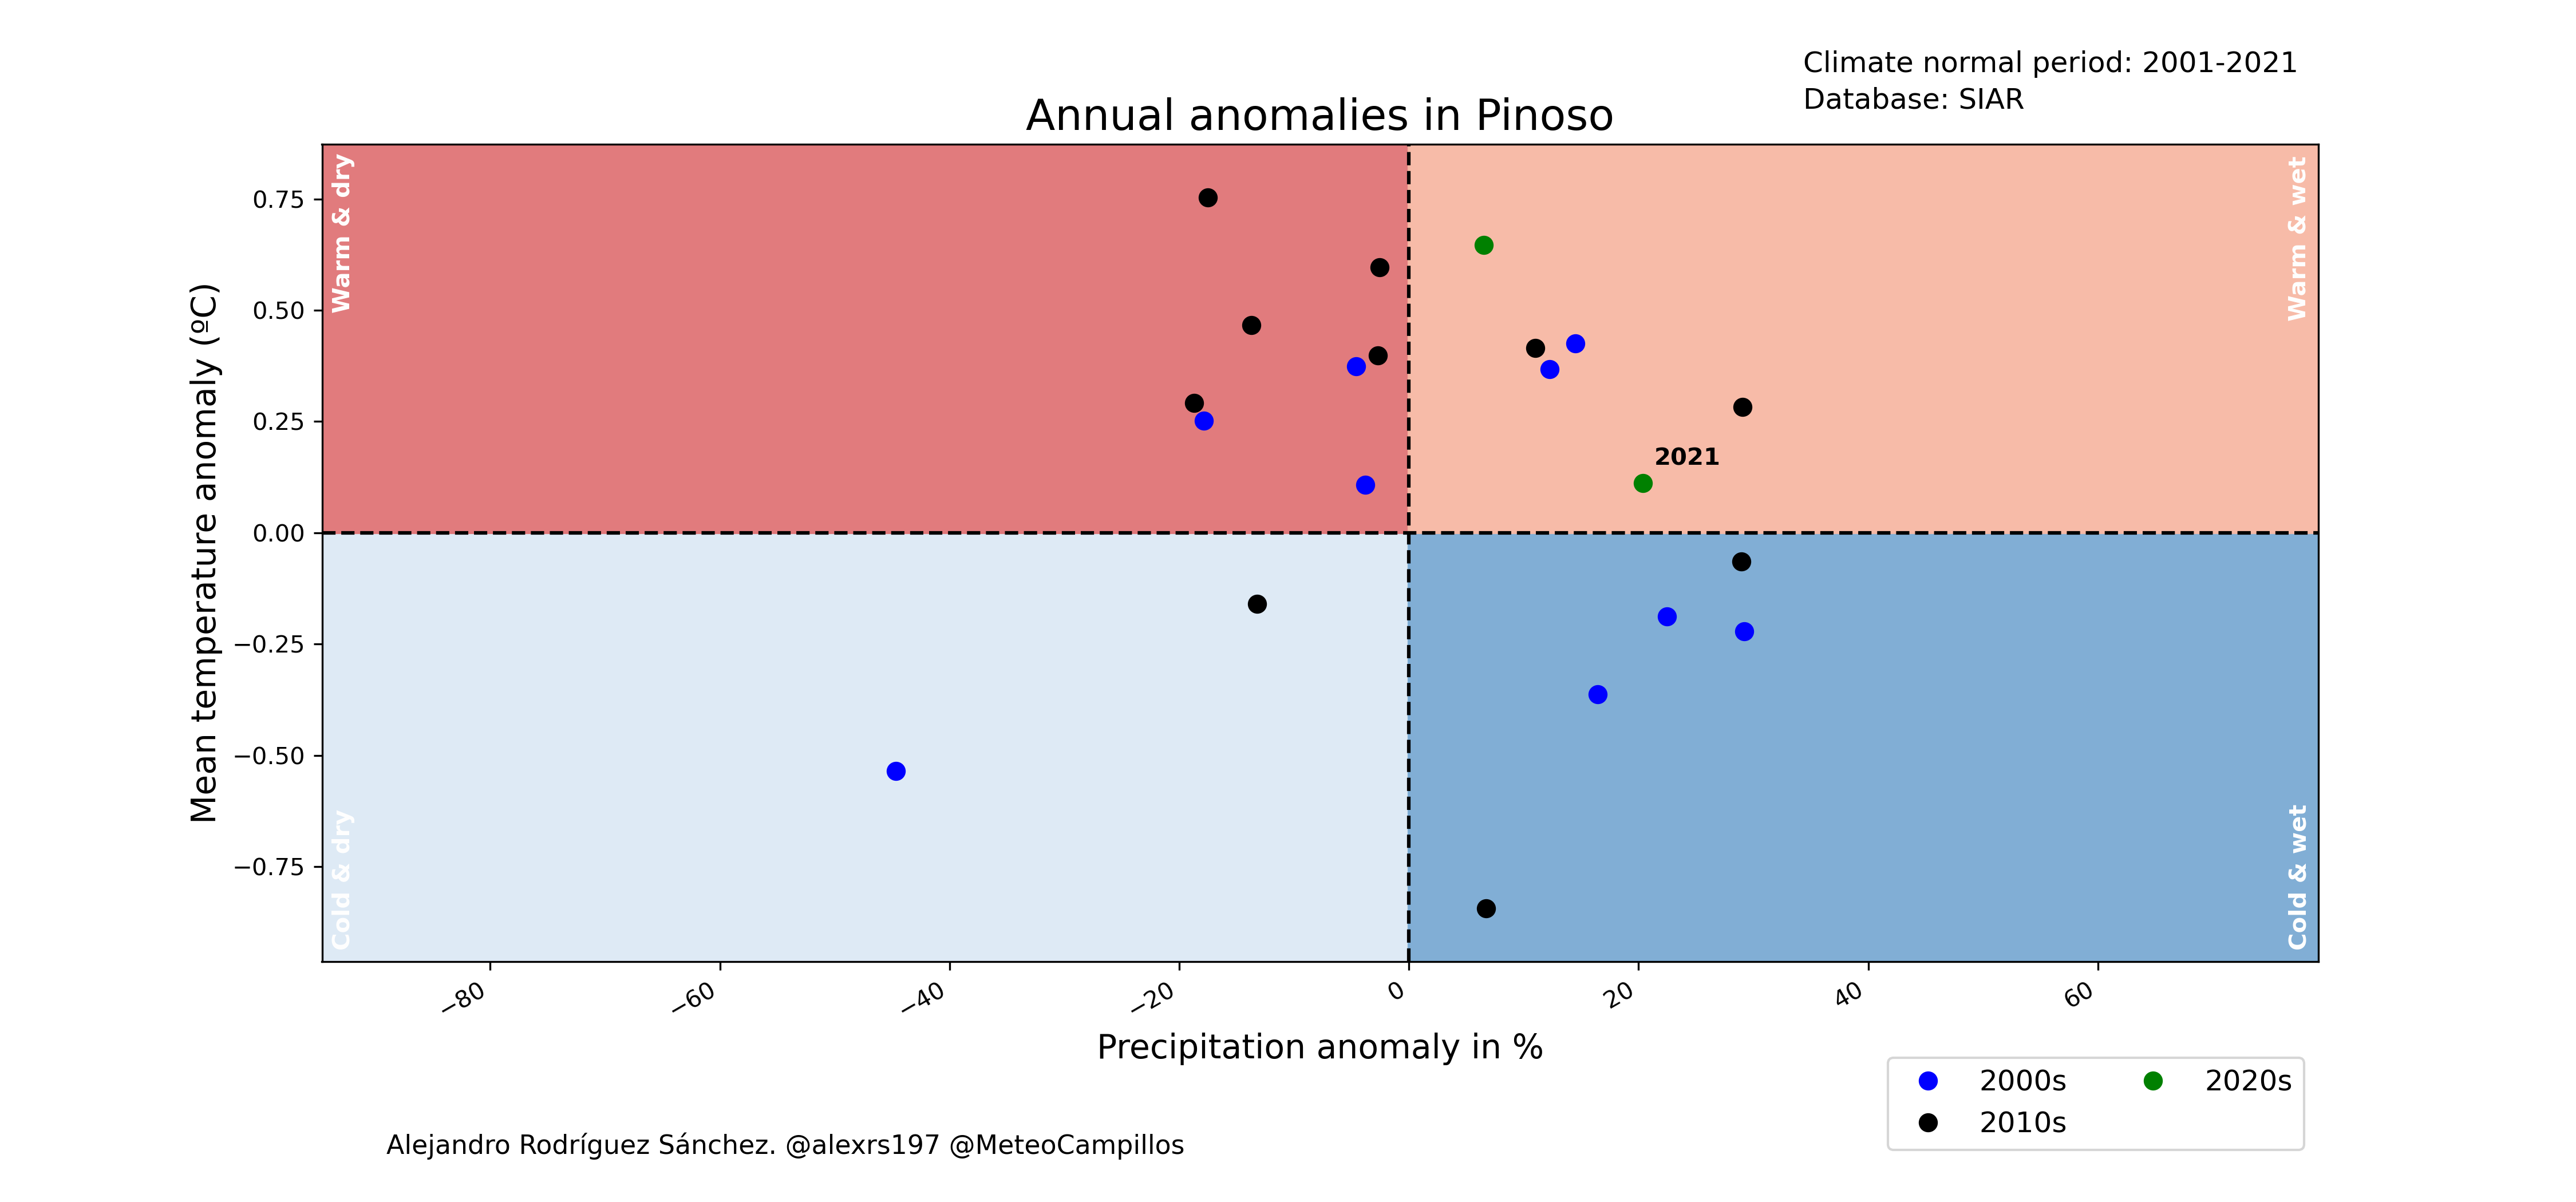 Climate normal period: 2001-2021
Database: SIAR
Annual anomalies in Pinoso
Warm & dry
Warm & wet
Cold & dry
Cold & wet
2021
Mean temperature anomaly (ºC)
0.75
0.50
0.25
0.00
−0.25
−0.50
−0.75
−80
−60
−40
−20
0
20
40
60
Precipitation anomaly in %
2000s
2010s
2020s
Alejandro Rodríguez Sánchez. @alexrs197 @MeteoCampillos